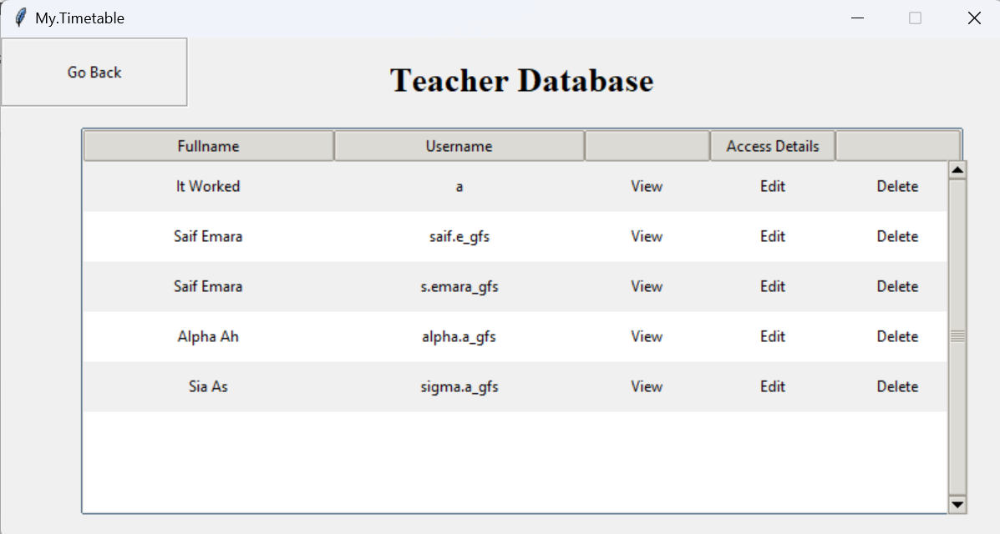 My.Timetable
Go Back
Teacher Database
Fullname Username Access Details
It Worked a View Edit Delete
Saif Emara saif.e_gfs View Edit Delete
Saif Emara s.emara_gfs View Edit Delete
Alpha Ah alpha.a_gfs View Edit Delete
Sia As sigma.a_gfs View Edit Delete